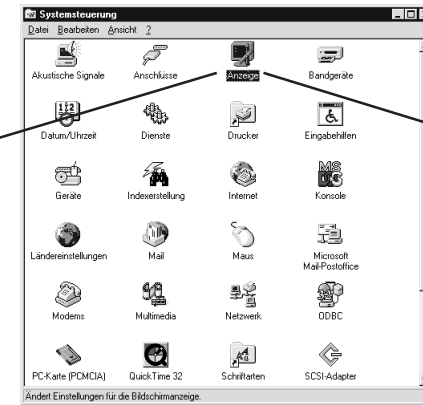 Systemsteuerung
Datei Bearbeiten Ansicht ?
Akustische Signale Anschlüsse Anzeige Bandgeräte
Datum/Uhrzeit Dienste Drucker Eingabehilfen
Geräte Indexerstellung Internet Konsole
Ländereinstellungen Mail Maus Microsoft
Mail-Postoffice
Modems Multimedia Netzwerk ODBC
PC-Karte (PCMCIA) QuickTime 32 Schriftarten SCSI-Adapter
Ändert Einstellungen für die Bildschirmanzeige.